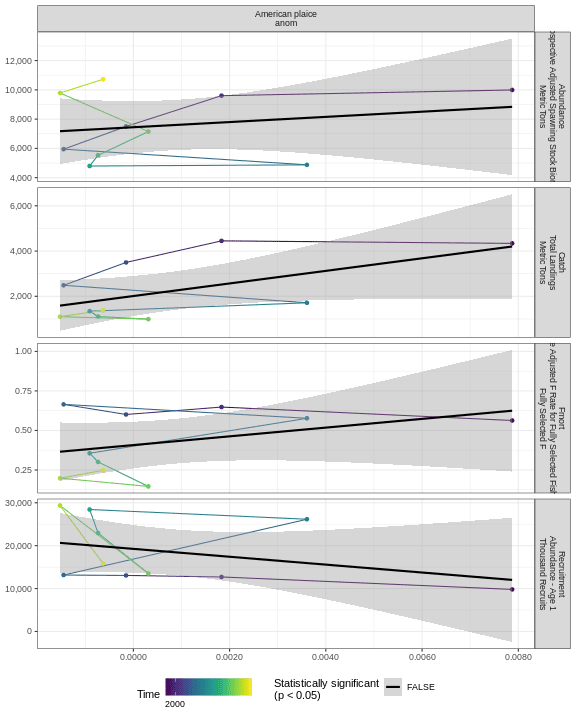 American plaice
anom
12,000
10,000
8,000
6,000
4,000
Abundance
Adjusted Spawning Stock
Metric Tons
6,000
4,000
2,000
Catch
Total Landings
Metric Tons
1.00
0.75
0.50
0.25
Fmort
Adjusted F Rate for Fully Selected
Fully Selected F
30,000
20,000
10,000
0
Recruitment
Abundance - Age 1
Thousand Recruits
0.0000
0.0020
0.0040
0.0060
0.0080
Time
2000
Statistically significant
(p < 0.05)
FALSE